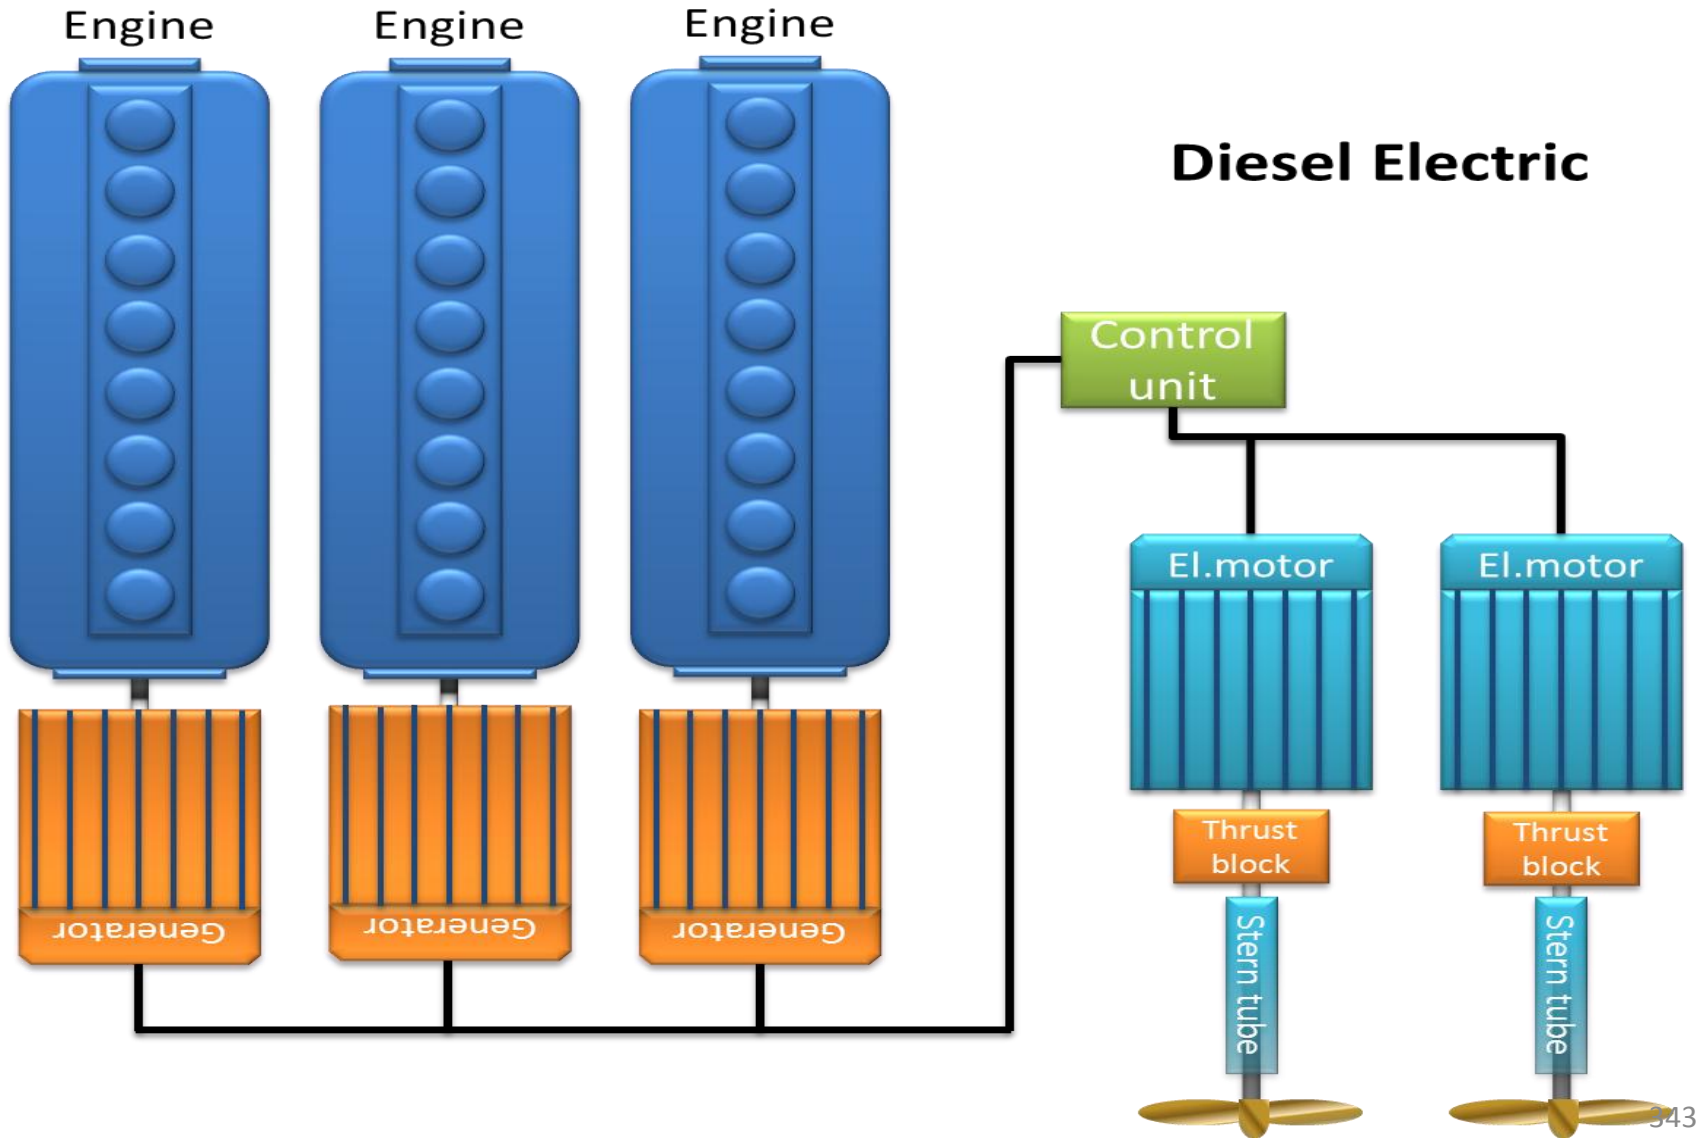 Engine
Engine
Engine
Diesel Electric
Control
unit
El.motor
El.motor
Thrust
block
Thrust
block
Generator
Generator
Generator
Stern tube
Stern tube
343